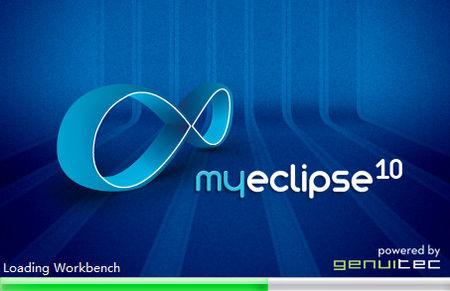 myeclipse10
powered by
genuitec
Loading Workbench